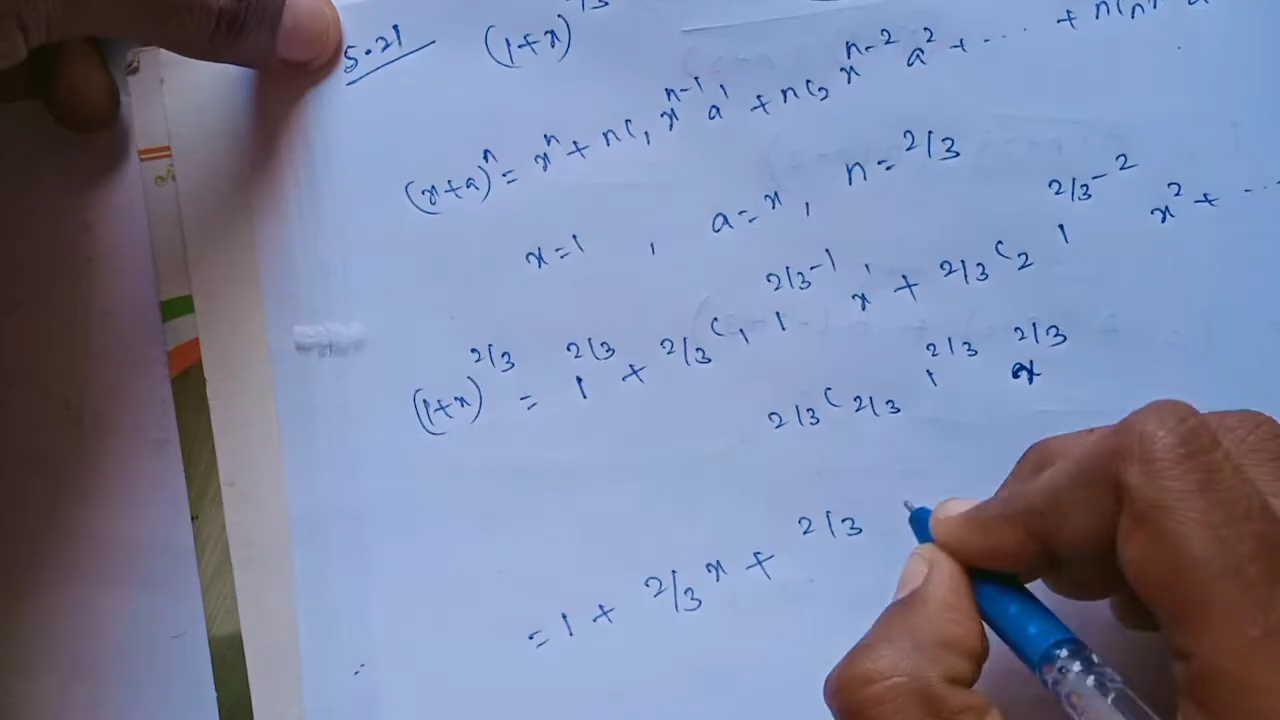 5.21 (1+x)^2/3
(x+a)^n = x^n + nC1 x^n-1 a^1 + nC2 x^n-2 a^2 + ....
x=1 , a=x , n=2/3
(1+x)^2/3 = 1^2/3 + 2/3C1 1^2/3-1 x^1 + 2/3C2 1^2/3-2 x^2 + ...
2/3C2/3 1^2/3 x^2/3
= 1 + 2/3 x + 2/3